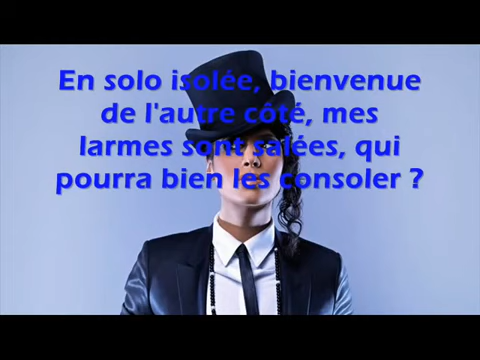 En solo isolée, bienvenue
de l'autre côté, mes
larmes sont salées, qui
pourra bien les consoler ?